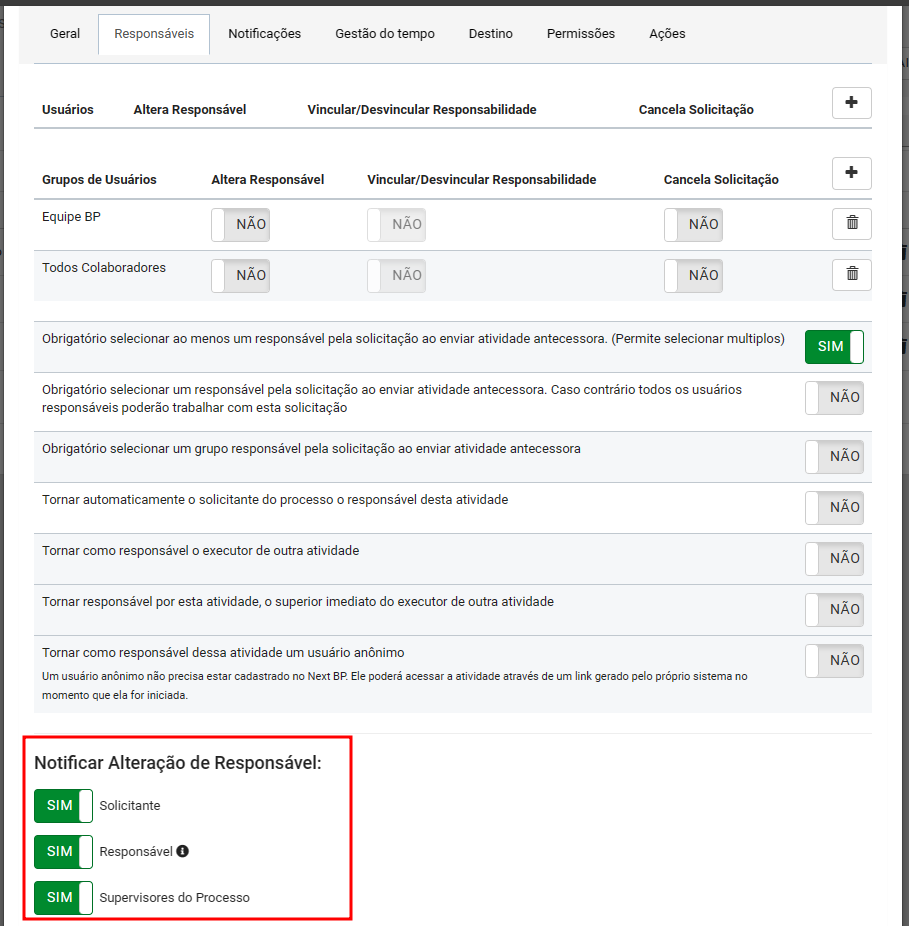 Geral Responsáveis Notificações Gestão do tempo Destino Permissões Ações
Usuários Altera Responsável Vincular/Desvincular Responsabilidade Cancela Solicitação
Grupos de Usuários Altera Responsável Vincular/Desvincular Responsabilidade Cancela Solicitação
Equipe BP NÃO NÃO NÃO
Todos Colaboradores NÃO NÃO NÃO
Obrigatório selecionar ao menos um responsável pela solicitação ao enviar atividade antecessora. (Permite selecionar multiplos) SIM
Obrigatório selecionar um responsável pela solicitação ao enviar atividade antecessora. Caso contrário todos os usuários NÃO
responsáveis poderão trabalhar com esta solicitação
Obrigatório selecionar um grupo responsável pela solicitação ao enviar atividade antecessora NÃO
Tornar automaticamente o solicitante do processo o responsável desta atividade NÃO
Tornar como responsável o executor de outra atividade NÃO
Tornar responsável por esta atividade, o superior imediato do executor de outra atividade NÃO
Tornar como responsável dessa atividade um usuário anônimo NÃO
Um usuário anônimo não precisa estar cadastrado no Next BP. Ele poderá acessar a atividade através de um link gerado pelo próprio sistema no
momento que ela for iniciada.
Notificar Alteração de Responsável:
SIM Solicitante
SIM Responsável
SIM Supervisores do Processo